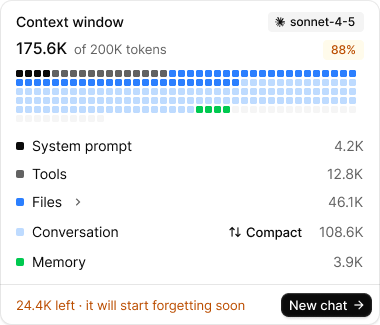 Context window sonnet-4-5
175.6K of 200K tokens 88%
System prompt 4.2K
Tools 12.8K
Files 46.1K
Conversation Compact 108.6K
Memory 3.9K
24.4K left · it will start forgetting soon New chat →